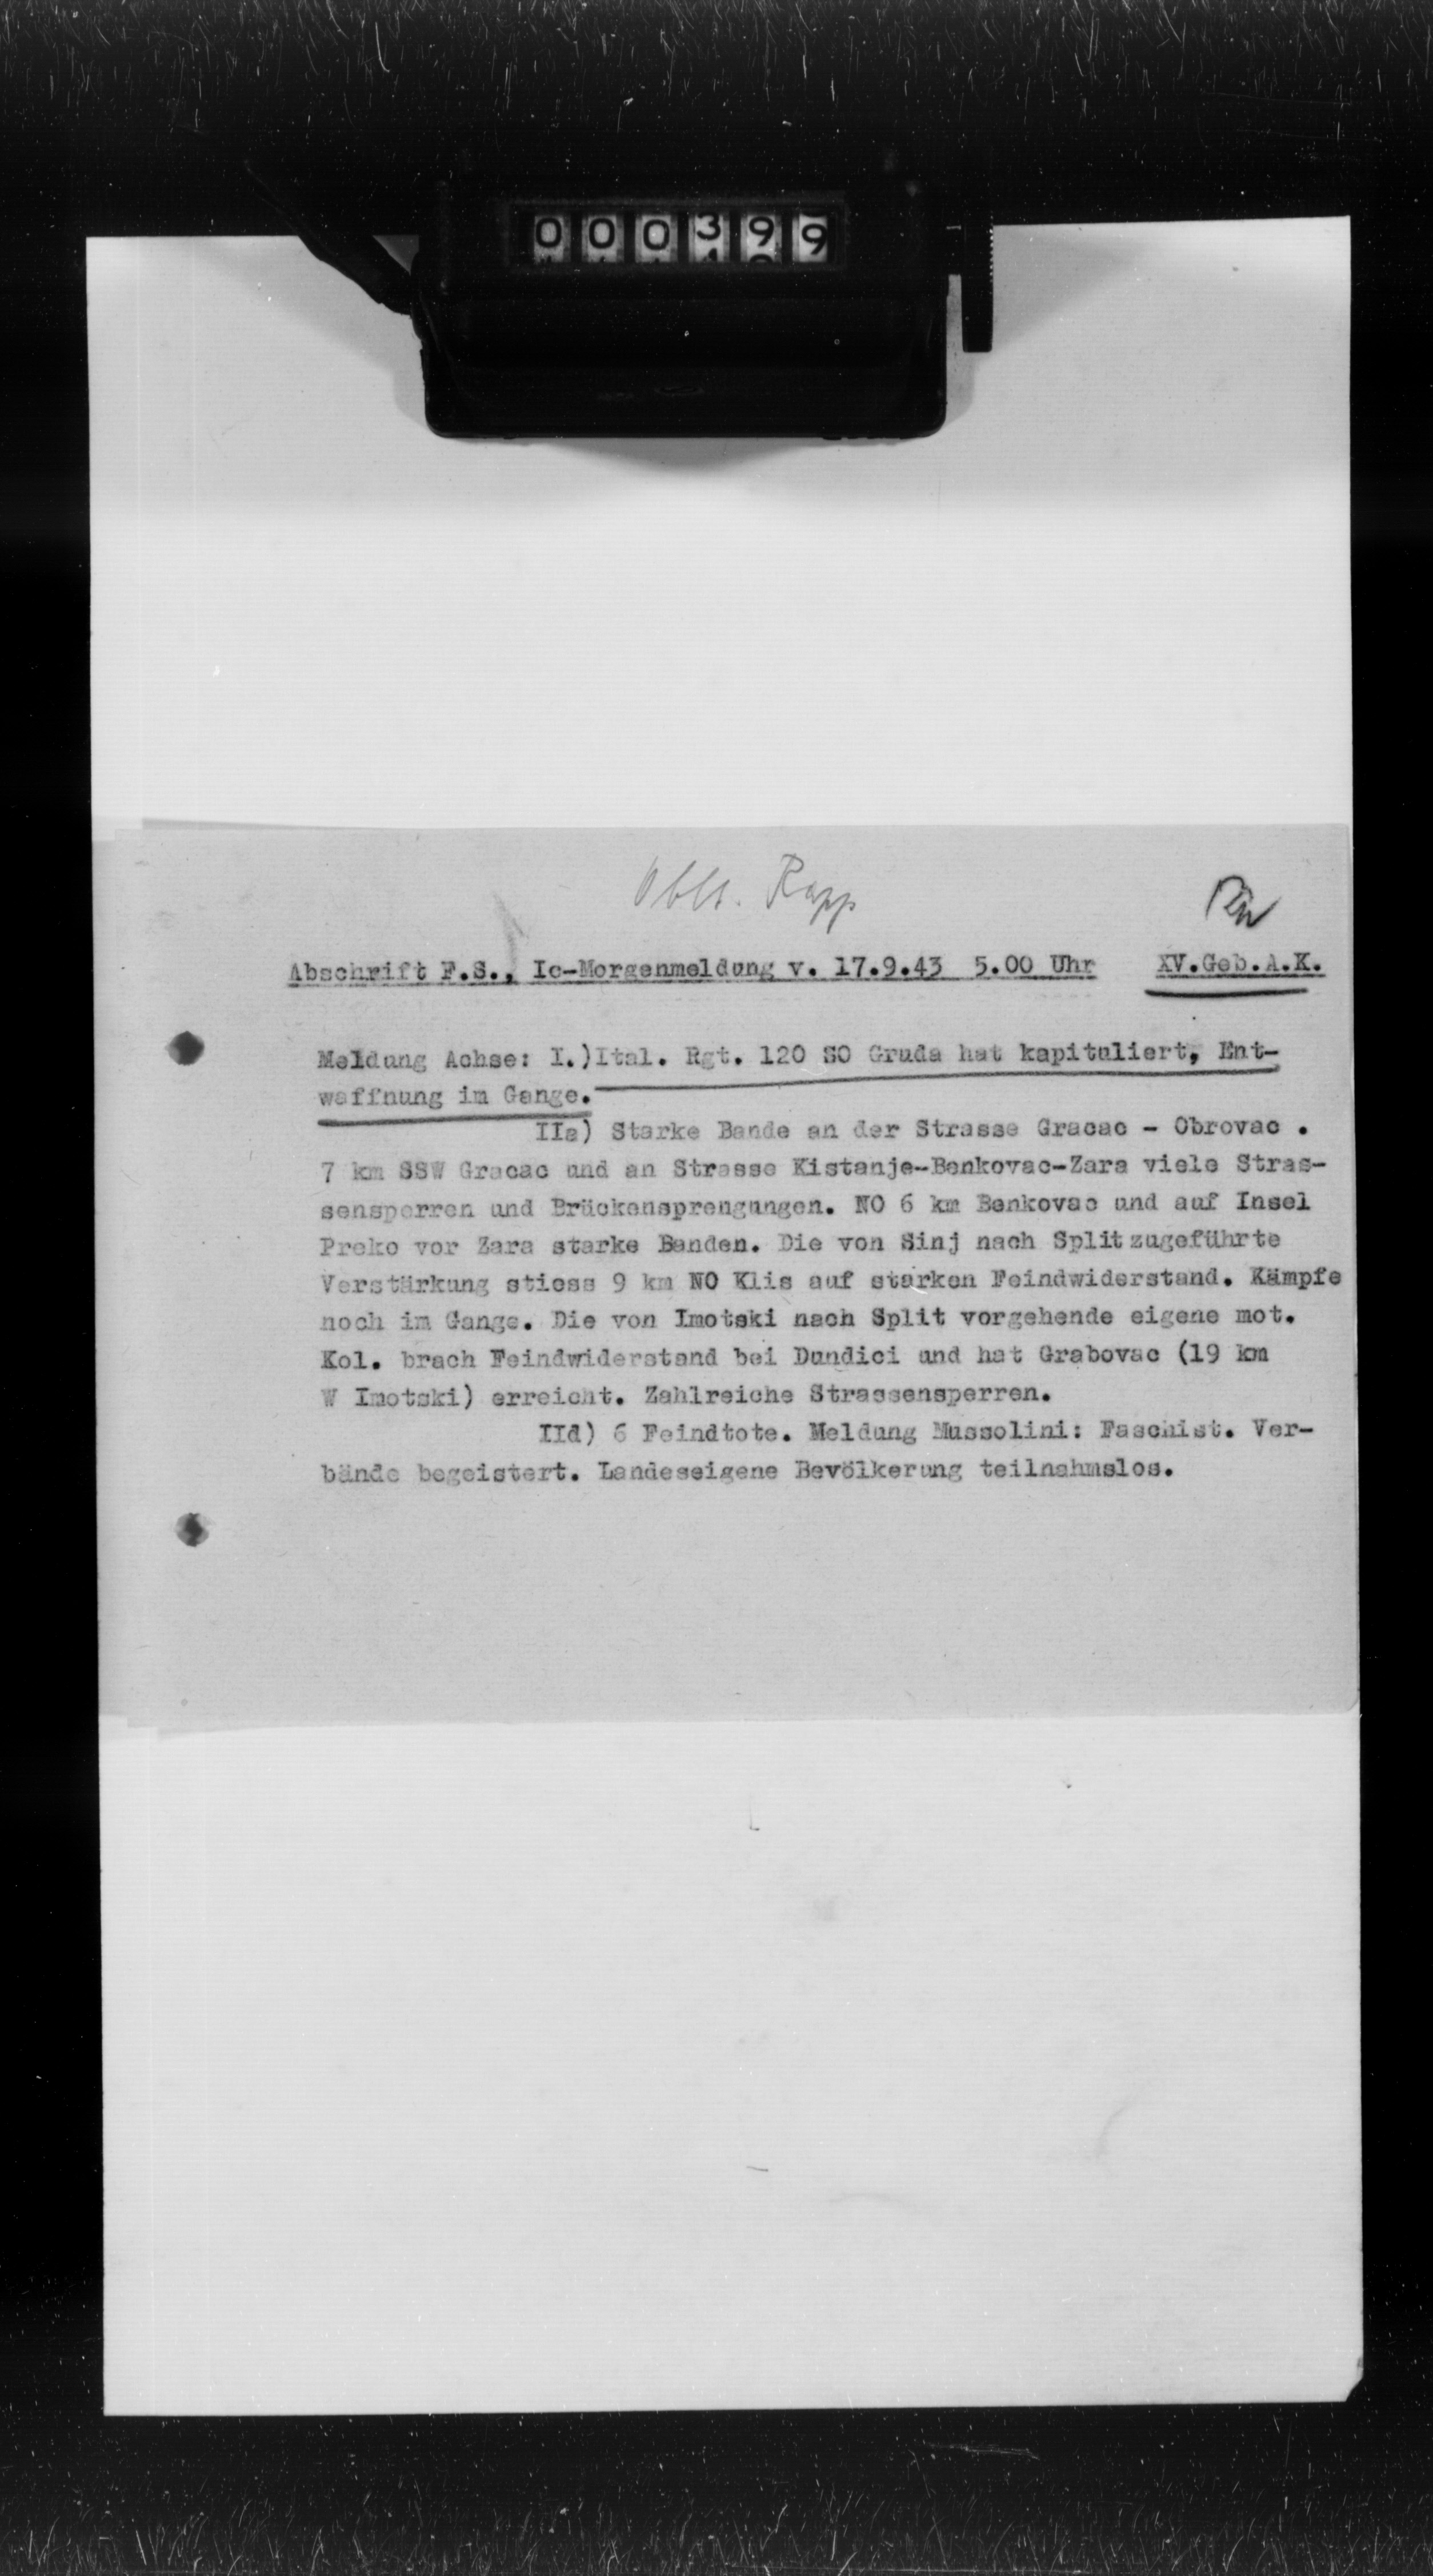 000399
Oblt. Rapp
Abschrift F.S., Ic-Morgenmeldung v. 17.9.43 5.00 Uhr XV.Geb.A.K.
Meldung Achse: I.)Ital. Rgt. 120 SO Gruda hat kapituliert, Ent-
waffnung im Gange.
IIa) Starke Bande an der Strasse Gracac - Obrovac .
7 km SSW Gracac und an Strasse Kistanje-Benkovac-Zara viele Stras-
sensperren und Brückensprengungen. NO 6 km Benkovac und auf Insel
Preko vor Zara starke Banden. Die von Sinj nach Split zugeführte
Verstärkung stiess 9 km NO Klis auf starken Feindwiderstand. Kämpfe
noch im Gange. Die von Imotski nach Split vorgehende eigene mot.
Kol. brach Feindwiderstand bei Dundici und hat Grabovac (19 km
W Imotski) erreicht. Zahlreiche Strassensperren.
IId) 6 Feindtote. Meldung Mussolini: Faschist. Ver-
bände begeistert. Landeseigene Bevölkerung teilnahmslos.